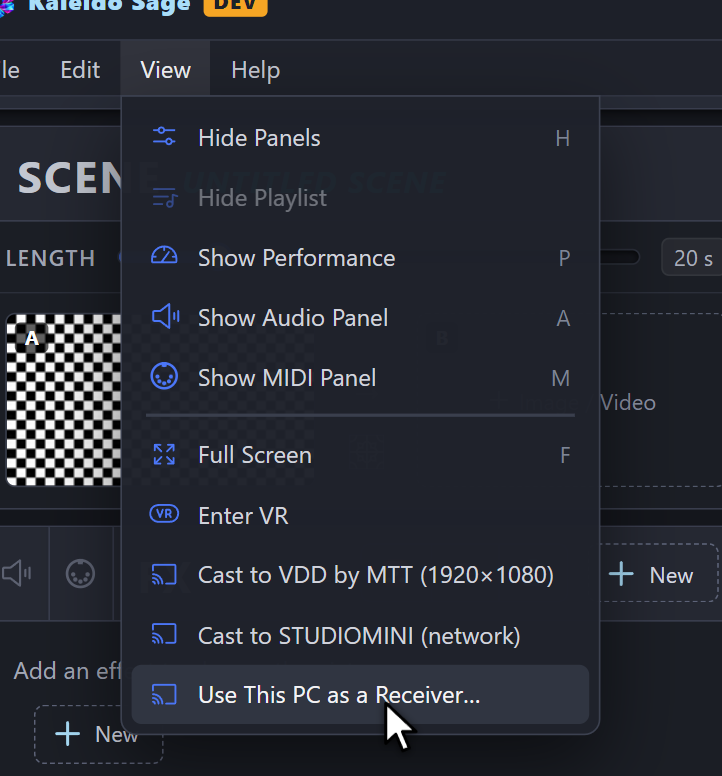 Kaleido Sage DEV
le Edit View Help
Hide Panels H
SCEN UNTITLED SCENE
Hide Playlist
LENGTH
Show Performance P
20 s
A
Show Audio Panel A
B
Show MIDI Panel M
Video
Full Screen F
VR Enter VR
Cast to VDD by MTT (1920×1080)
New
Cast to STUDIOMINI (network)
Add an eff
Use This PC as a Receiver...
New